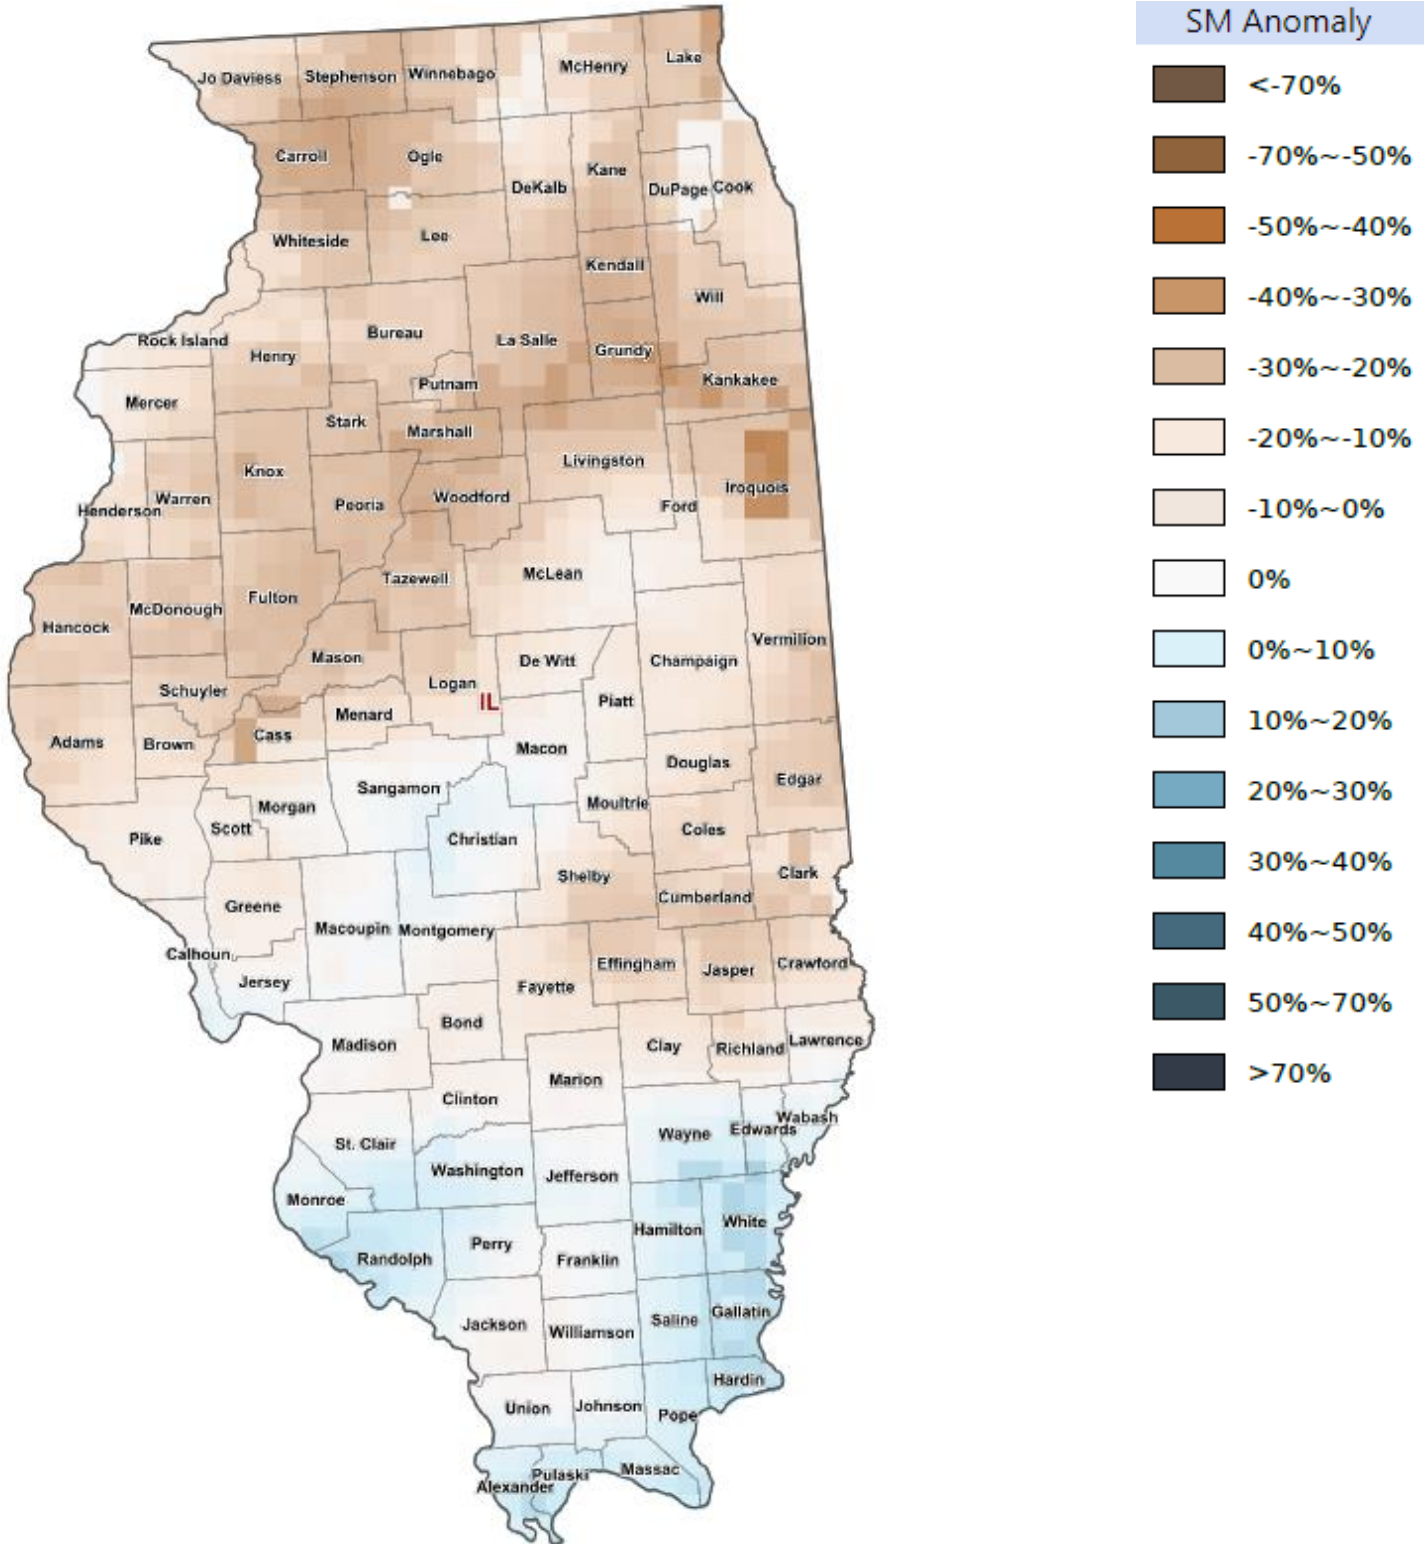 SM Anomaly
<-70%
-70%~-50%
-50%~-40%
-40%~-30%
-30%~-20%
-20%~-10%
-10%~0%
0%
0%~10%
10%~20%
20%~30%
30%~40%
40%~50%
50%~70%
>70%
Jo Daviess
Stephenson
Winnebago
McHenry
Lake
Carroll
Ogle
DeKalb
Kane
DuPage
Cook
Whiteside
Lee
Kendall
Will
Rock Island
Henry
Bureau
La Salle
Grundy
Putnam
Kankakee
Mercer
Stark
Marshall
Knox
Livingston
Henderson
Warren
Peoria
Woodford
Ford
Iroquois
Tazewell
McLean
Hancock
McDonough
Fulton
Mason
Logan
De Witt
Champaign
Vermilion
IL
Schuyler
Menard
Piatt
Adams
Brown
Cass
Macon
Sangamon
Douglas
Edgar
Pike
Scott
Morgan
Christian
Moultrie
Coles
Shelby
Clark
Greene
Cumberland
Macoupin
Montgomery
Calhoun
Jersey
Fayette
Effingham
Jasper
Crawford
Madison
Bond
Clay
Richland
Lawrence
Marion
Clinton
St. Clair
Washington
Jefferson
Wayne
Edwards
Wabash
Monroe
Randolph
Perry
Franklin
Hamilton
White
Jackson
Williamson
Saline
Gallatin
Union
Johnson
Pope
Hardin
Alexander
Pulaski
Massac